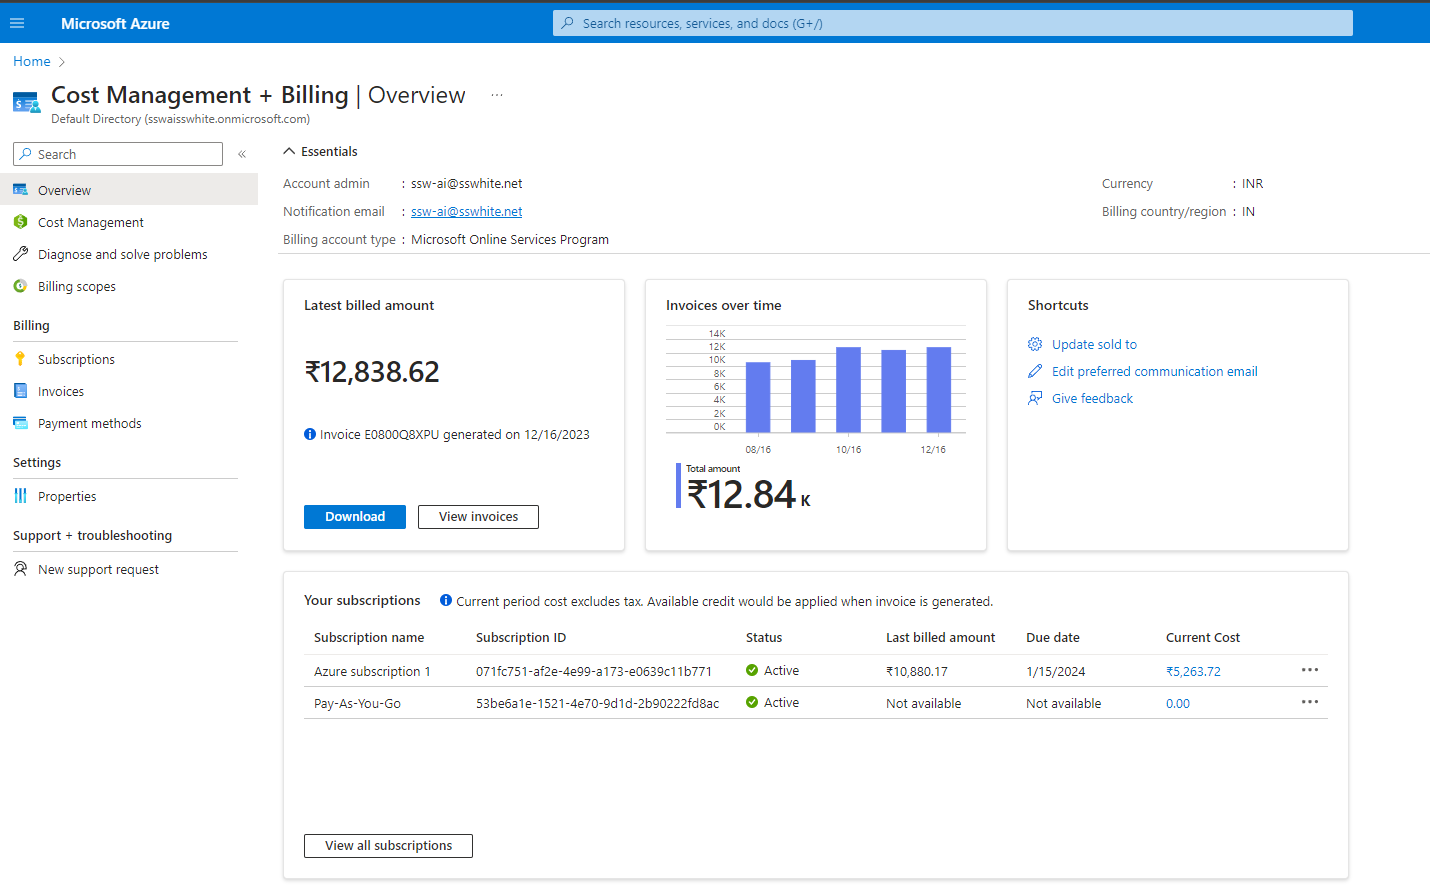 Microsoft Azure
Search resources, services, and docs (G+/)
Home
Cost Management + Billing | Overview ...
Default Directory (sswaisswhite.onmicrosoft.com)
Search
«
Overview
Cost Management
Diagnose and solve problems
Billing scopes
Billing
Subscriptions
Invoices
Payment methods
Settings
Properties
Support + troubleshooting
New support request
Essentials
Account admin : ssw-ai@sswhite.net
Notification email : ssw-ai@sswhite.net
Billing account type : Microsoft Online Services Program
Currency : INR
Billing country/region : IN
Latest billed amount
₹12,838.62
Invoice E0800Q8XPU generated on 12/16/2023
Download View invoices
Invoices over time
14K
12K
10K
8K
6K
4K
2K
0K
08/16 10/16 12/16
Total amount
₹12.84 K
Shortcuts
Update sold to
Edit preferred communication email
Give feedback
Your subscriptions Current period cost excludes tax. Available credit would be applied when invoice is generated.
Subscription name Subscription ID Status Last billed amount Due date Current Cost
Azure subscription 1 071fc751-af2e-4e99-a173-e0639c11b771 Active ₹10,880.17 1/15/2024 ₹5,263.72 ...
Pay-As-You-Go 53be6a1e-1521-4e70-9d1d-2b90222fd8ac Active Not available Not available 0.00 ...
View all subscriptions